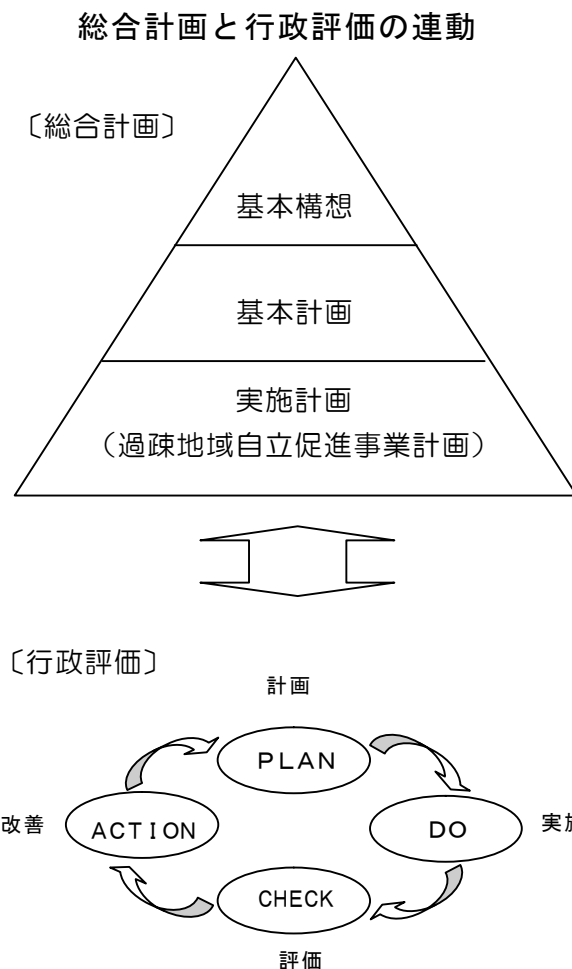 総合計画と行政評価の連動
〔総合計画〕
基本構想
基本計画
実施計画
（過疎地域自立促進事業計画）
〔行政評価〕
計画
PLAN
改善
ACTION
DO
実施
CHECK
評価